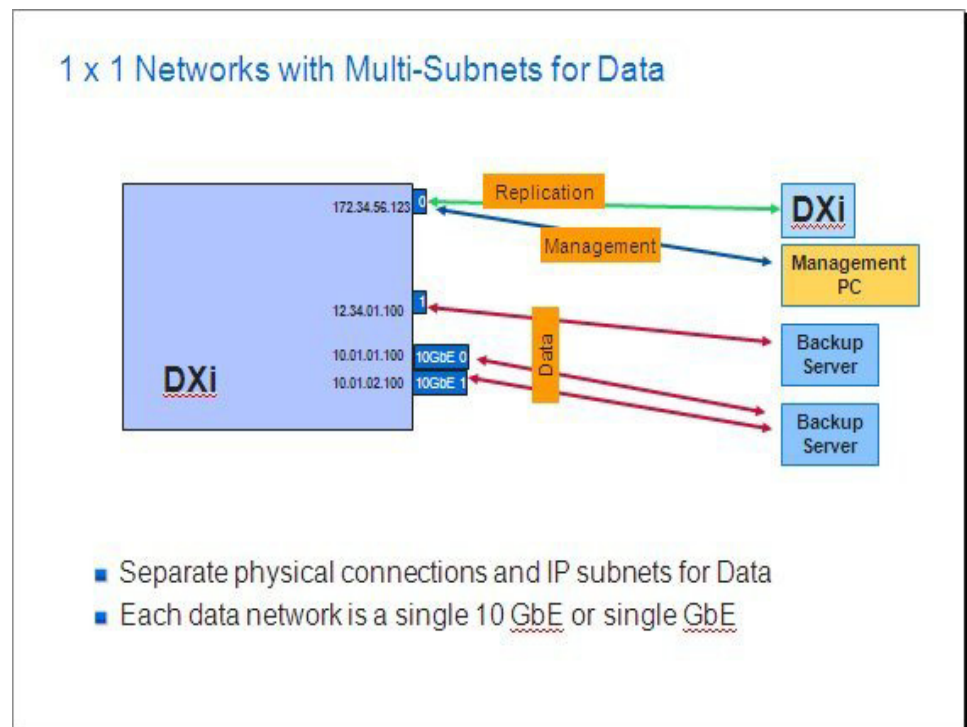 1 x 1 Networks with Multi-Subnets for Data
Replication
172.34.56.123 0
DXi
Management
Management
PC
12.34.01.100 1
Data
Backup
Server
10.01.01.100 10GbE 0
10.01.02.100 10GbE 1
DXi
Backup
Server
Separate physical connections and IP subnets for Data
Each data network is a single 10 GbE or single GbE